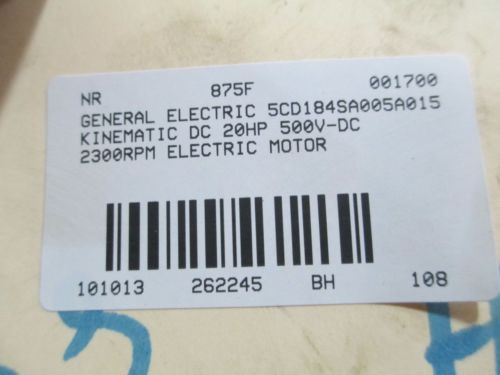 NR 875F 001700
GENERAL ELECTRIC 5CD184SA005A015
KINEMATIC DC 20HP 500V-DC
2300RPM ELECTRIC MOTOR
101013 262245 BH 108